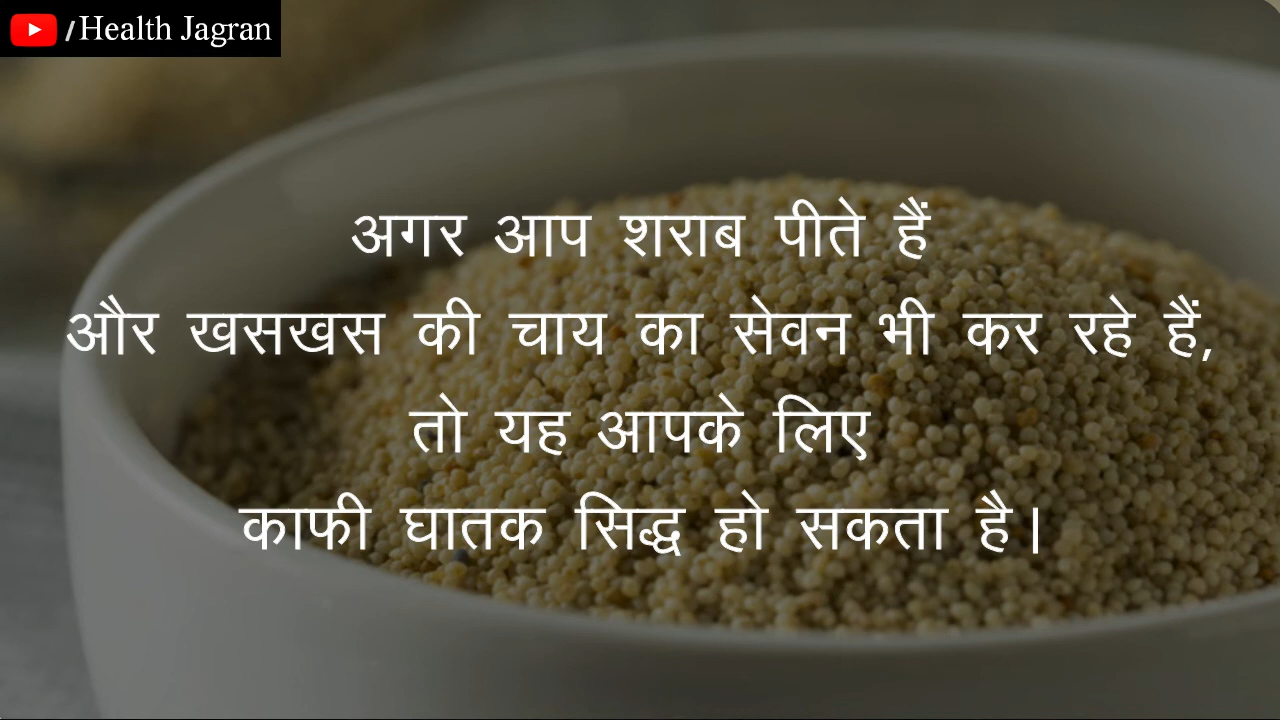 /Health Jagran
अगर आप शराब पीते हैं
और खसखस की चाय का सेवन भी कर रहे हैं,
तो यह आपके लिए
काफी घातक सिद्ध हो सकता है।